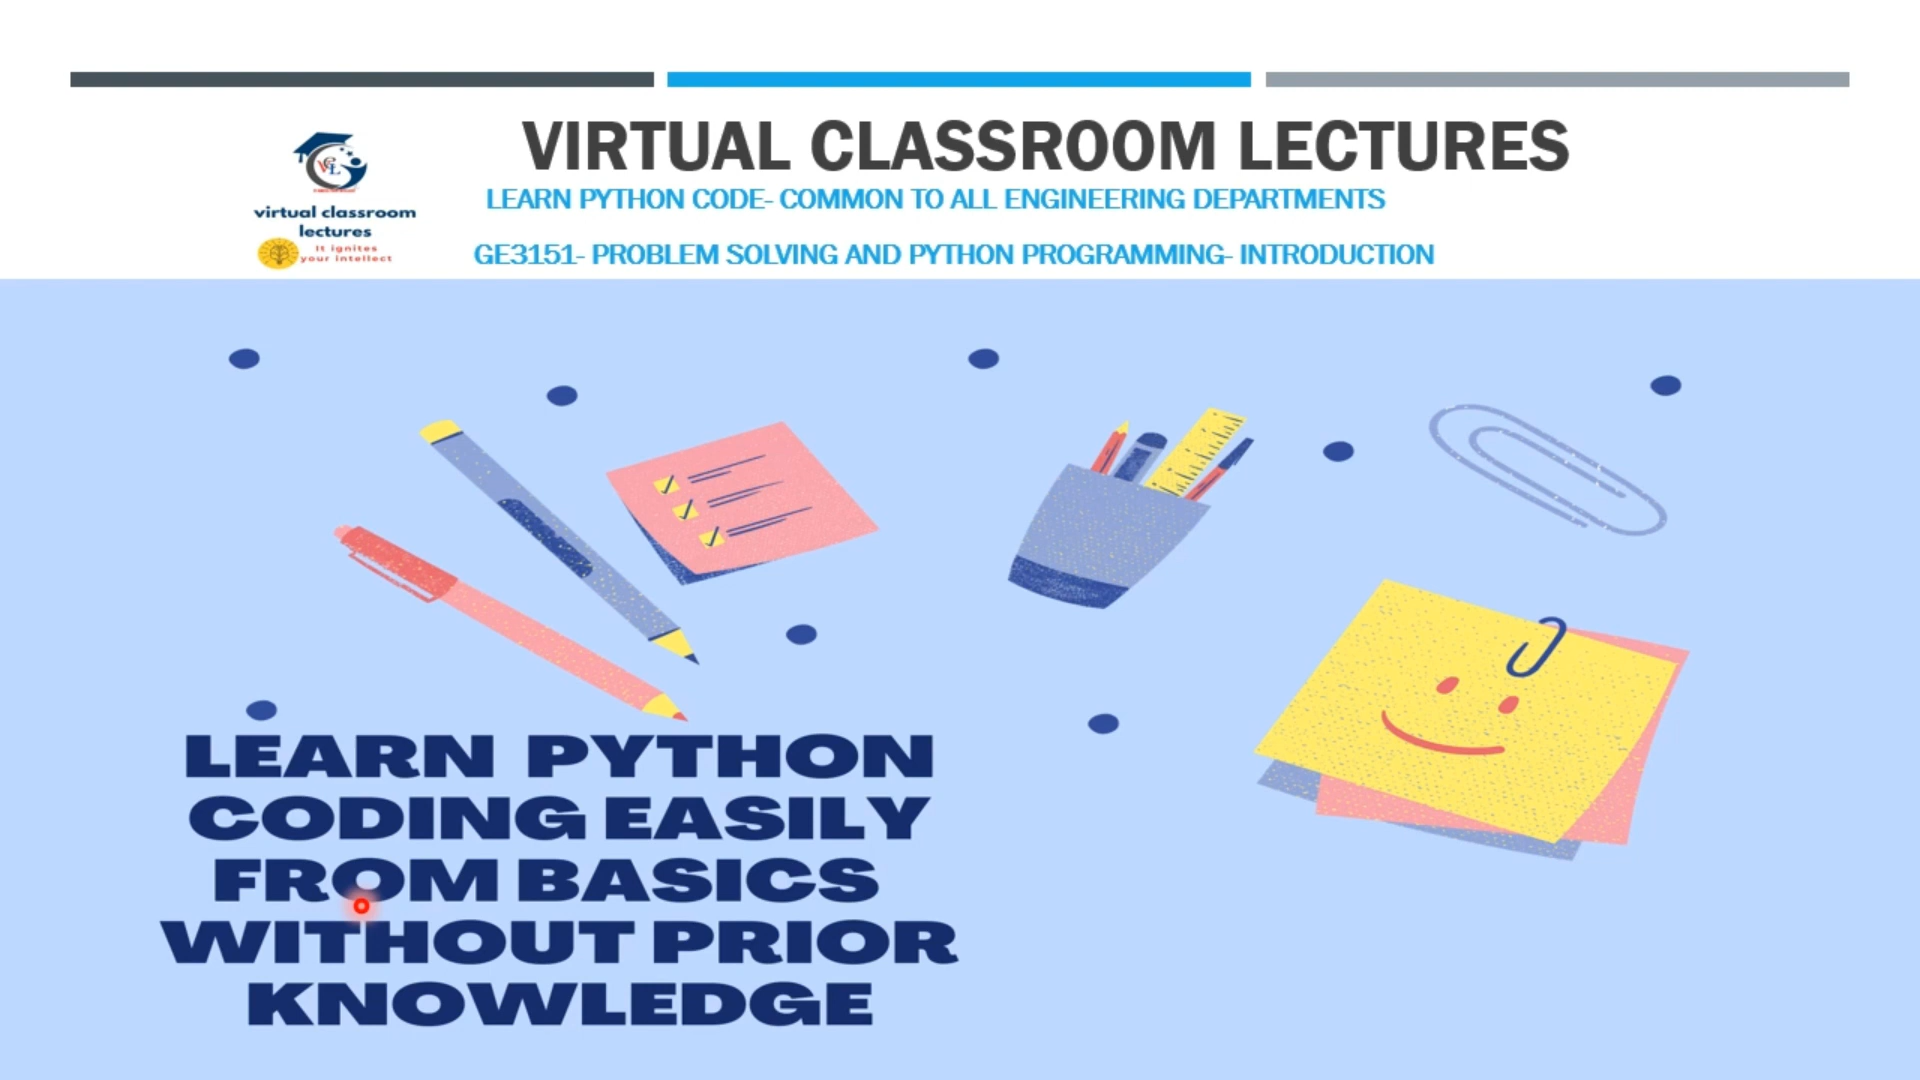 VIRTUAL CLASSROOM LECTURES
LEARN PYTHON CODE- COMMON TO ALL ENGINEERING DEPARTMENTS
GE3151- PROBLEM SOLVING AND PYTHON PROGRAMMING- INTRODUCTION
VCL
virtual classroom
lectures
It ignites
your intellect
LEARN PYTHON
CODING EASILY
FROM BASICS
WITHOUT PRIOR
KNOWLEDGE